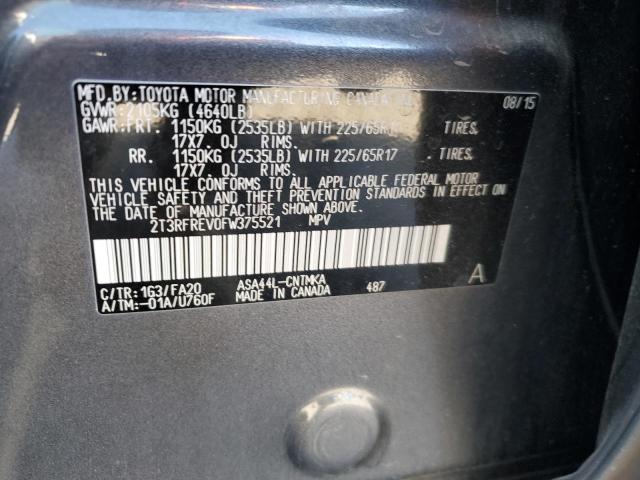 MFD. BY: TOYOTA MOTOR MANUFACTURING CANADA INC. 08/15
GVWR: 2105KG (4640LB)
GAWR: FRT. 1150KG (2535LB) WITH 225/65R17 TIRES,
17X7. 0J RIMS.
RR. 1150KG (2535LB) WITH 225/65R17 TIRES,
17X7. 0J RIMS.
THIS VEHICLE CONFORMS TO ALL APPLICABLE FEDERAL MOTOR
VEHICLE SAFETY AND THEFT PREVENTION STANDARDS IN EFFECT ON
THE DATE OF MANUFACTURE SHOWN ABOVE.
2T3RFREV0FW375521 MPV
C/TR: 1G3/FA20 ASA44L-CNTMKA
A/TM: -01A/U760F MADE IN CANADA 487 A